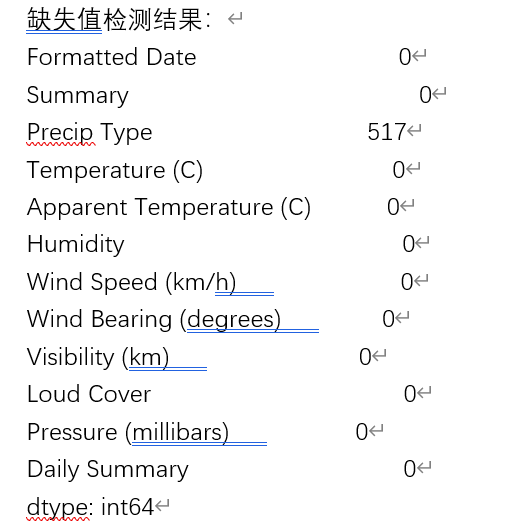 缺失值检测结果：
Formatted Date 0
Summary 0
Precip Type 517
Temperature (C) 0
Apparent Temperature (C) 0
Humidity 0
Wind Speed (km/h) 0
Wind Bearing (degrees) 0
Visibility (km) 0
Loud Cover 0
Pressure (millibars) 0
Daily Summary 0
dtype: int64